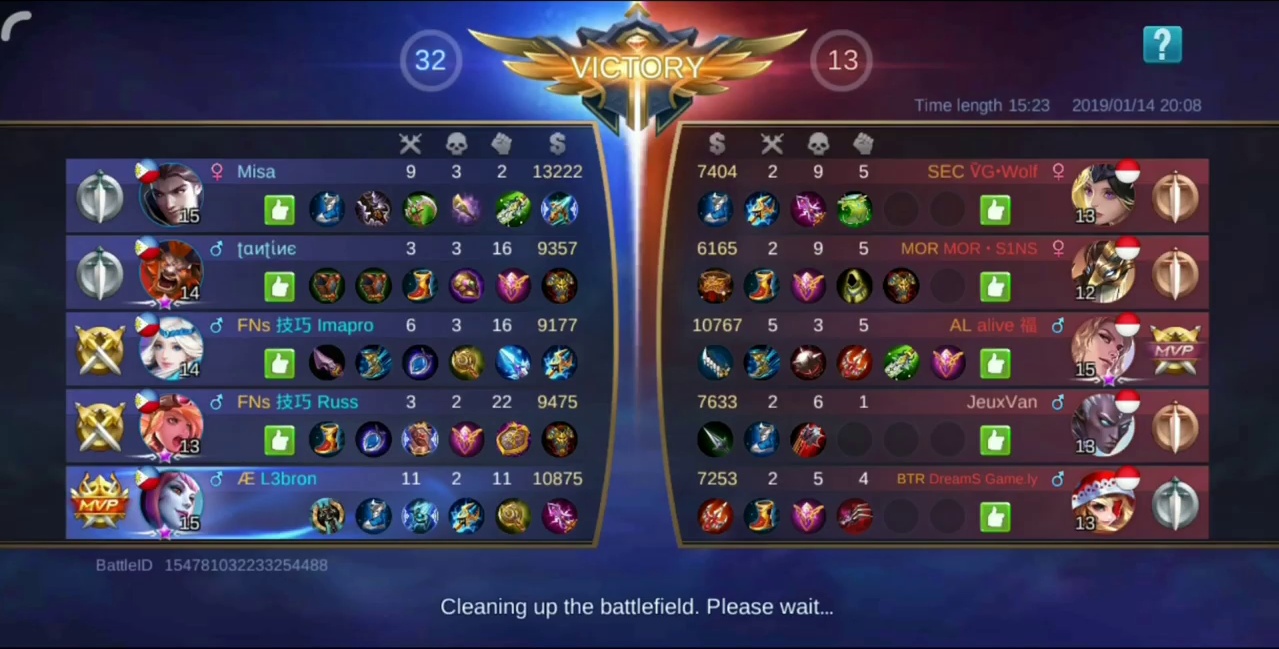 32 VICTORY 13 ?
Time length 15:23 2019/01/14 20:08
$ $
15 Misa 9 3 2 13222
14 ʈαɳʈίɳє 3 3 16 9357
14 FNs 技巧 Imapro 6 3 16 9177
13 FNs 技巧 Russ 3 2 22 9475
MVP 15 Æ L3bron 11 2 11 10875
7404 2 9 5 SEC ṼG•Wolf 13
6165 2 9 5 MOR MOR • S1NS 12
10767 5 3 5 AL alive 福 15 MVP
7633 2 6 1 JeuxVan 13
7253 2 5 4 BTR DreamS Game.ly 13
BattleID 154781032233254488
Cleaning up the battlefield. Please wait...